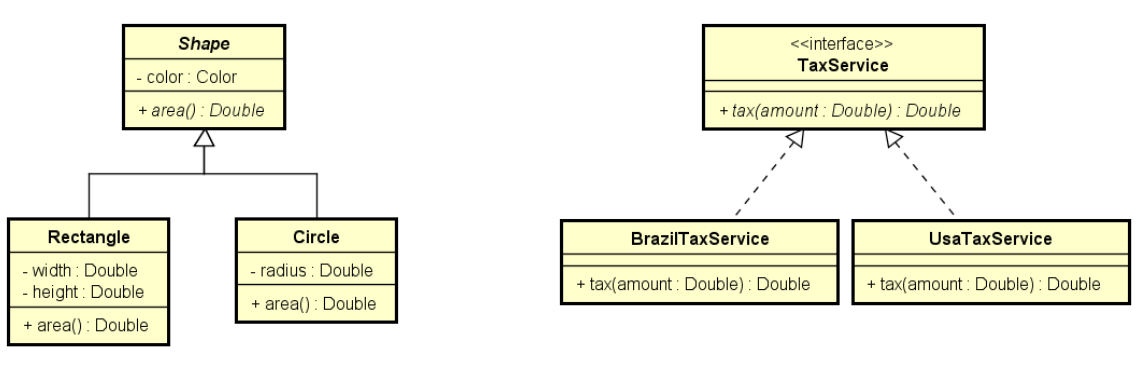 Shape
- color : Color
+ area() : Double
Rectangle
- width : Double
- height : Double
+ area() : Double
Circle
- radius : Double
+ area() : Double
<<interface>>
TaxService
+ tax(amount : Double) : Double
BrazilTaxService
+ tax(amount : Double) : Double
UsaTaxService
+ tax(amount : Double) : Double